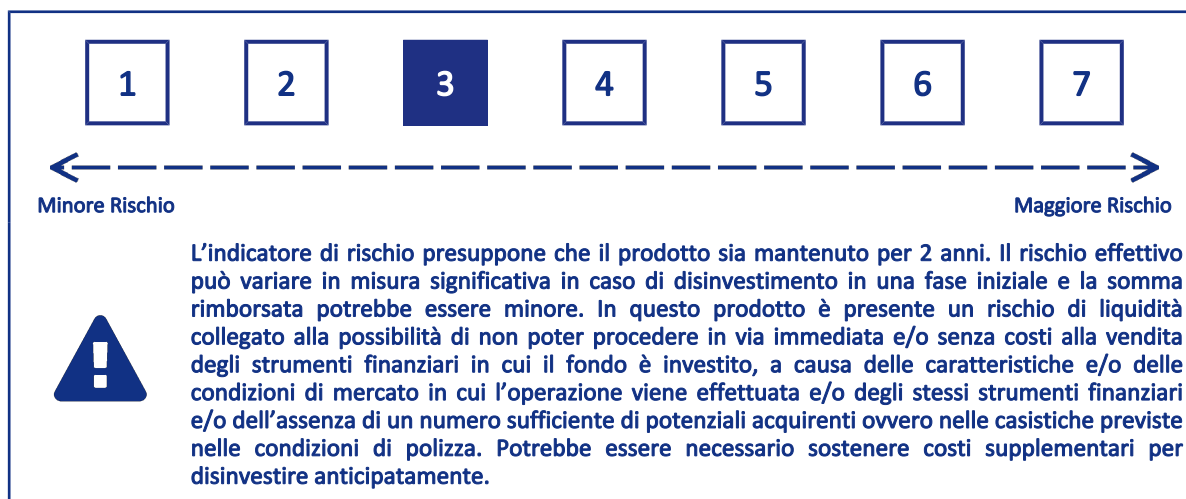 1 2 3 4 5 6 7
Minore Rischio Maggiore Rischio
L’indicatore di rischio presuppone che il prodotto sia mantenuto per 2 anni. Il rischio effettivo
può variare in misura significativa in caso di disinvestimento in una fase iniziale e la somma
rimborsata potrebbe essere minore. In questo prodotto è presente un rischio di liquidità
collegato alla possibilità di non poter procedere in via immediata e/o senza costi alla vendita
degli strumenti finanziari in cui il fondo è investito, a causa delle caratteristiche e/o delle
condizioni di mercato in cui l’operazione viene effettuata e/o degli stessi strumenti finanziari
e/o dell’assenza di un numero sufficiente di potenziali acquirenti ovvero nelle casistiche previste
nelle condizioni di polizza. Potrebbe essere necessario sostenere costi supplementari per
disinvestire anticipatamente.